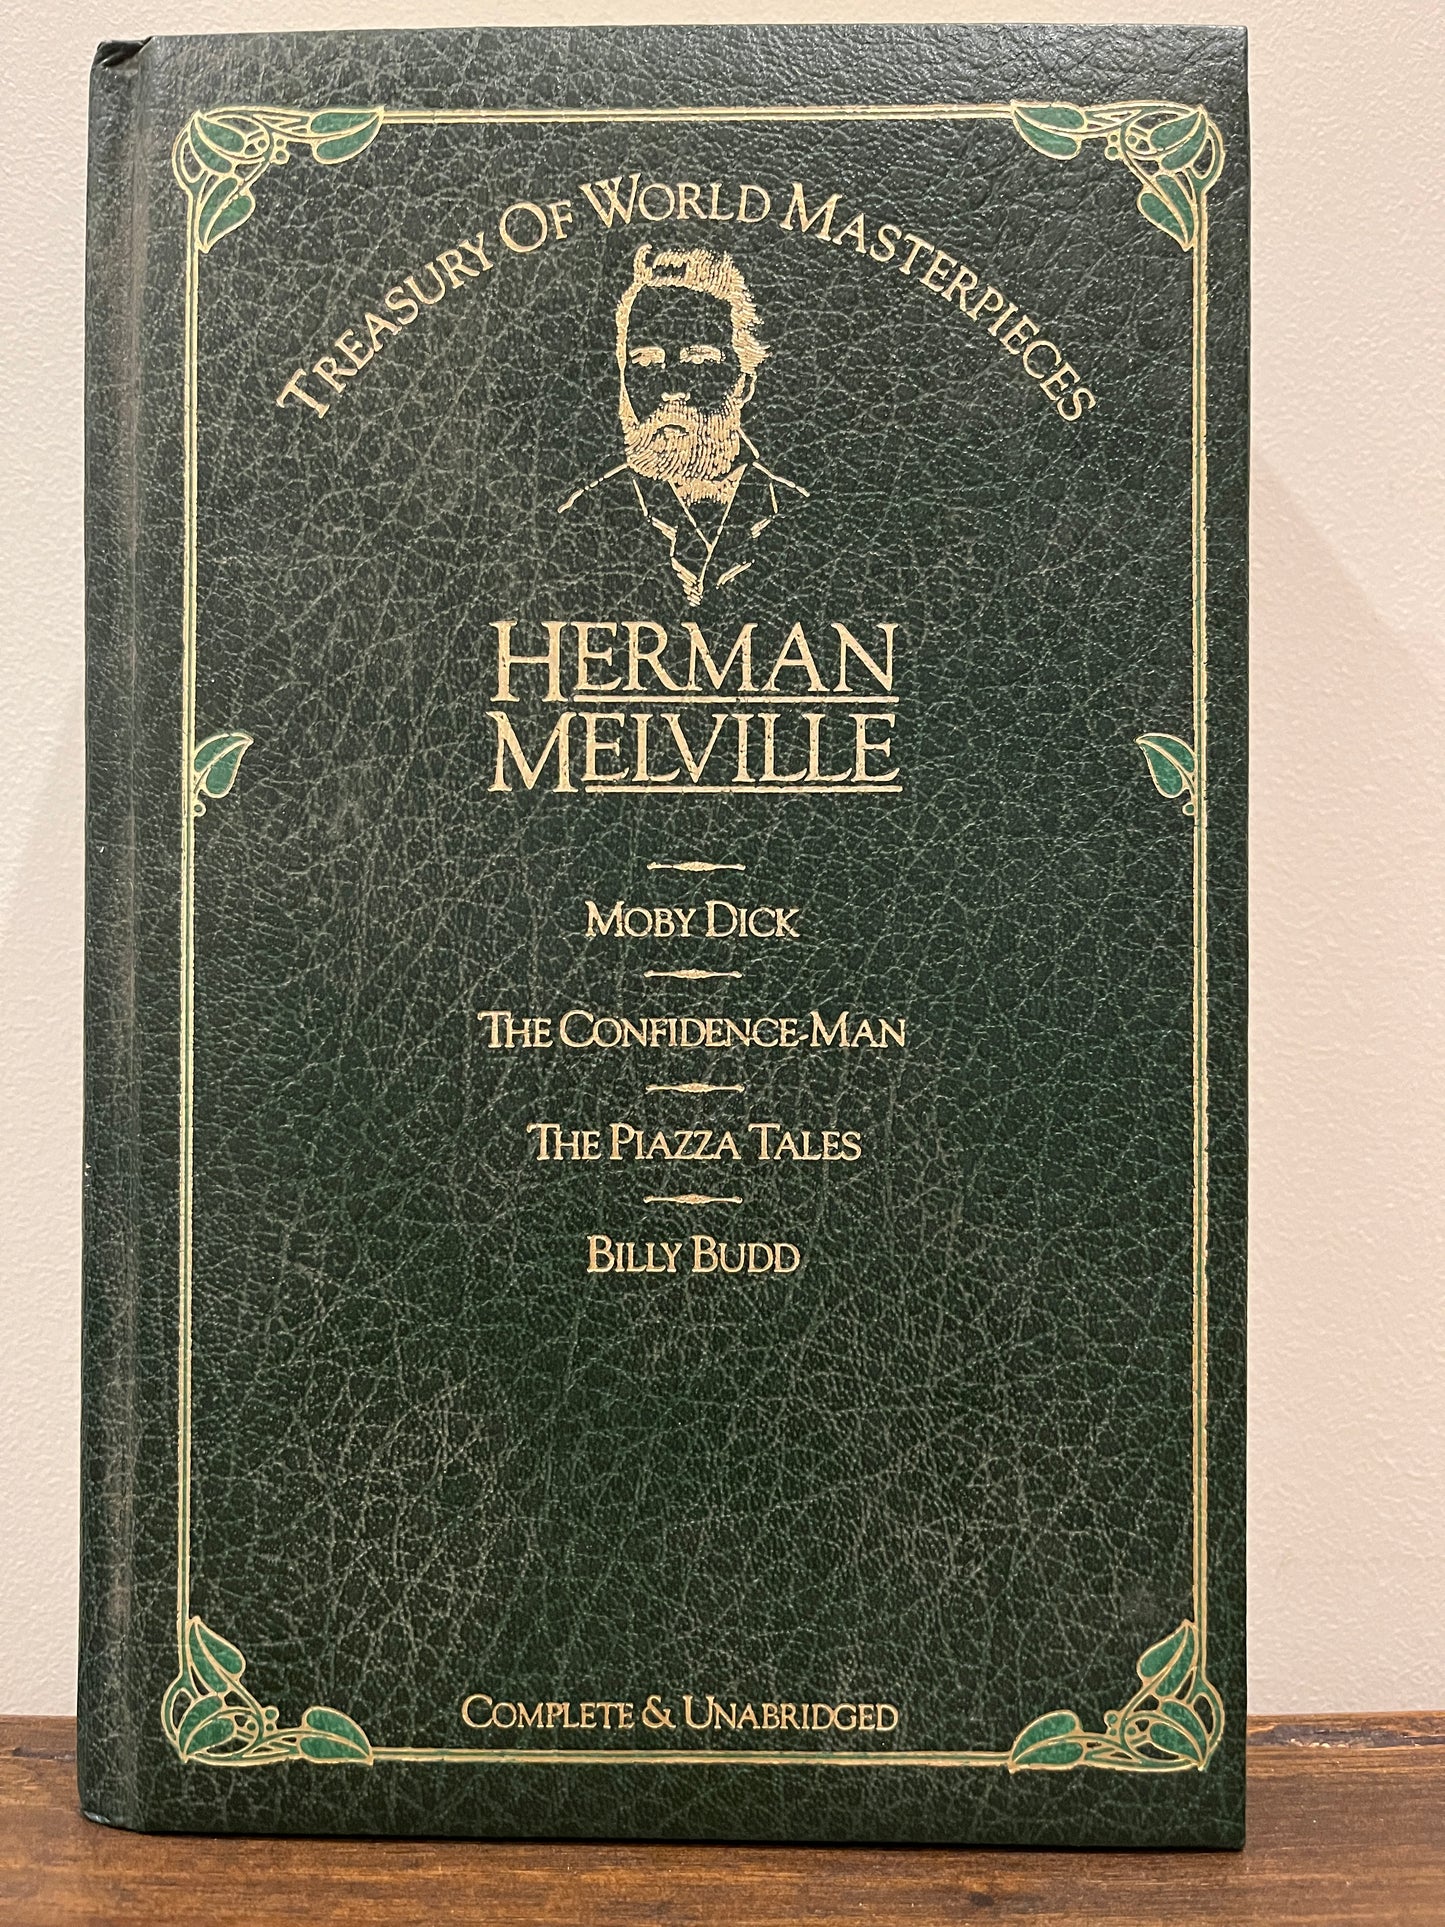 TREASURY OF WORLD MASTERPIECES
HERMAN
MELVILLE
MOBY DICK
THE CONFIDENCE-MAN
THE PIAZZA TALES
BILLY BUDD
COMPLETE & UNABRIDGED